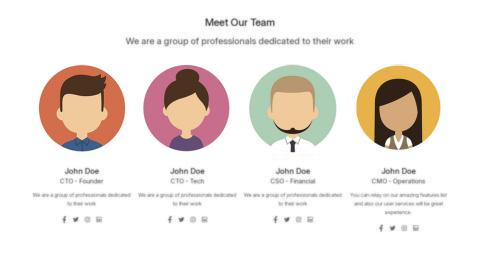 Meet Our Team
We are a group of professionals dedicated to their work
John Doe
CTO - Founder
We are a group of professionals dedicated
to their work
John Doe
CTO - Tech
We are a group of professionals dedicated
to their work
John Doe
CSO - Financial
We are a group of professionals dedicated
to their work
John Doe
CMO - Operations
You can relay on our amazing features list
and also our user services will be great
experience.